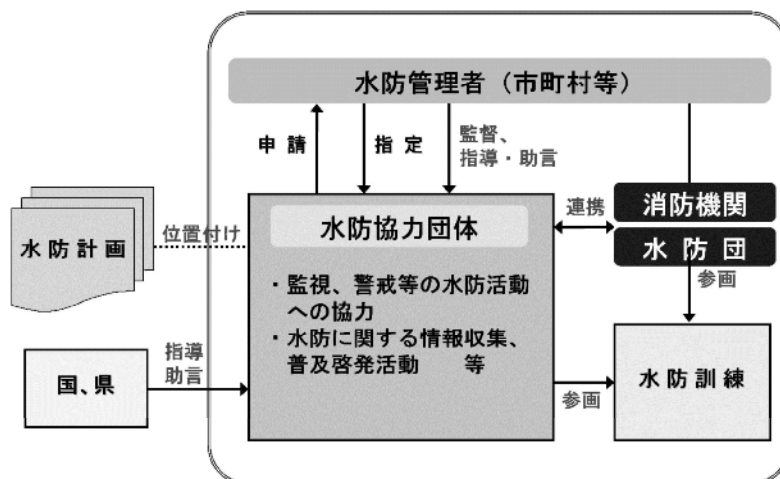 水防管理者（市町村等）
申請
指定
監督、
指導・助言
水防計画
位置付け
水防協力団体
・監視、警戒等の水防活動
への協力
・水防に関する情報収集、
普及啓発活動　等
連携
消防機関
水防団
参画
国、県
指導
助言
参画
水防訓練